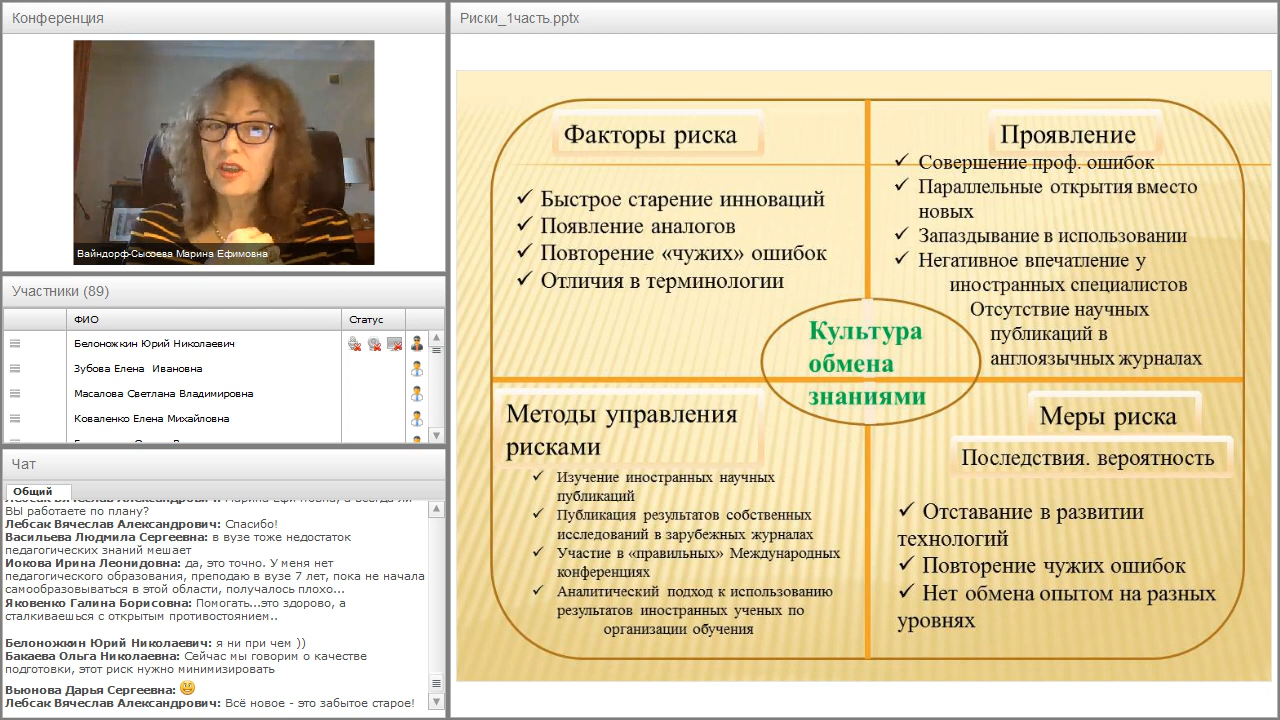 Конференция
Вайндорф-Сысоева Марина Ефимовна
Участники (89)
ФИО
Статус
Белоножкин Юрий Николаевич
Зубова Елена Ивановна
Масалова Светлана Владимировна
Коваленко Елена Михайловна
Чат
Общий
ВЫ работаете по плану?
Лебсак Вячеслав Александрович: Спасибо!
Васильева Людмила Сергеевна: в вузе тоже недостаток
педагогических знаний мешает
Иокова Ирина Леонидовна: да, это точно. У меня нет
педагогического образования, преподаю в вузе 7 лет, пока не начала
самообразовываться в этой области, получалось плохо...
Яковенко Галина Борисовна: Помогать...это здорово, а
сталкиваешься с открытым противостоянием..
Белоножкин Юрий Николаевич: я ни при чем ))
Бакаева Ольга Николаевна: Сейчас мы говорим о качестве
подготовки, этот риск нужно минимизировать
Вьюнова Дарья Сергеевна:
Лебсак Вячеслав Александрович: Всё новое - это забытое старое!
Риски_1часть.pptx
Факторы риска
✓ Быстрое старение инноваций
✓ Появление аналогов
✓ Повторение «чужих» ошибок
✓ Отличия в терминологии
Проявление
✓ Совершение проф. ошибок
✓ Параллельные открытия вместо
новых
✓ Запаздывание в использовании
✓ Негативное впечатление у
иностранных специалистов
Отсутствие научных
публикаций в
англоязычных журналах
Культура
обмена
знаниями
Методы управления
рисками
✓ Изучение иностранных научных
публикаций
✓ Публикация результатов собственных
исследований в зарубежных журналах
✓ Участие в «правильных» Международных
конференциях
✓ Аналитический подход к использованию
результатов иностранных ученых по
организации обучения
Меры риска
Последствия. вероятность
✓ Отставание в развитии
технологий
✓ Повторение чужих ошибок
✓ Нет обмена опытом на разных
уровнях